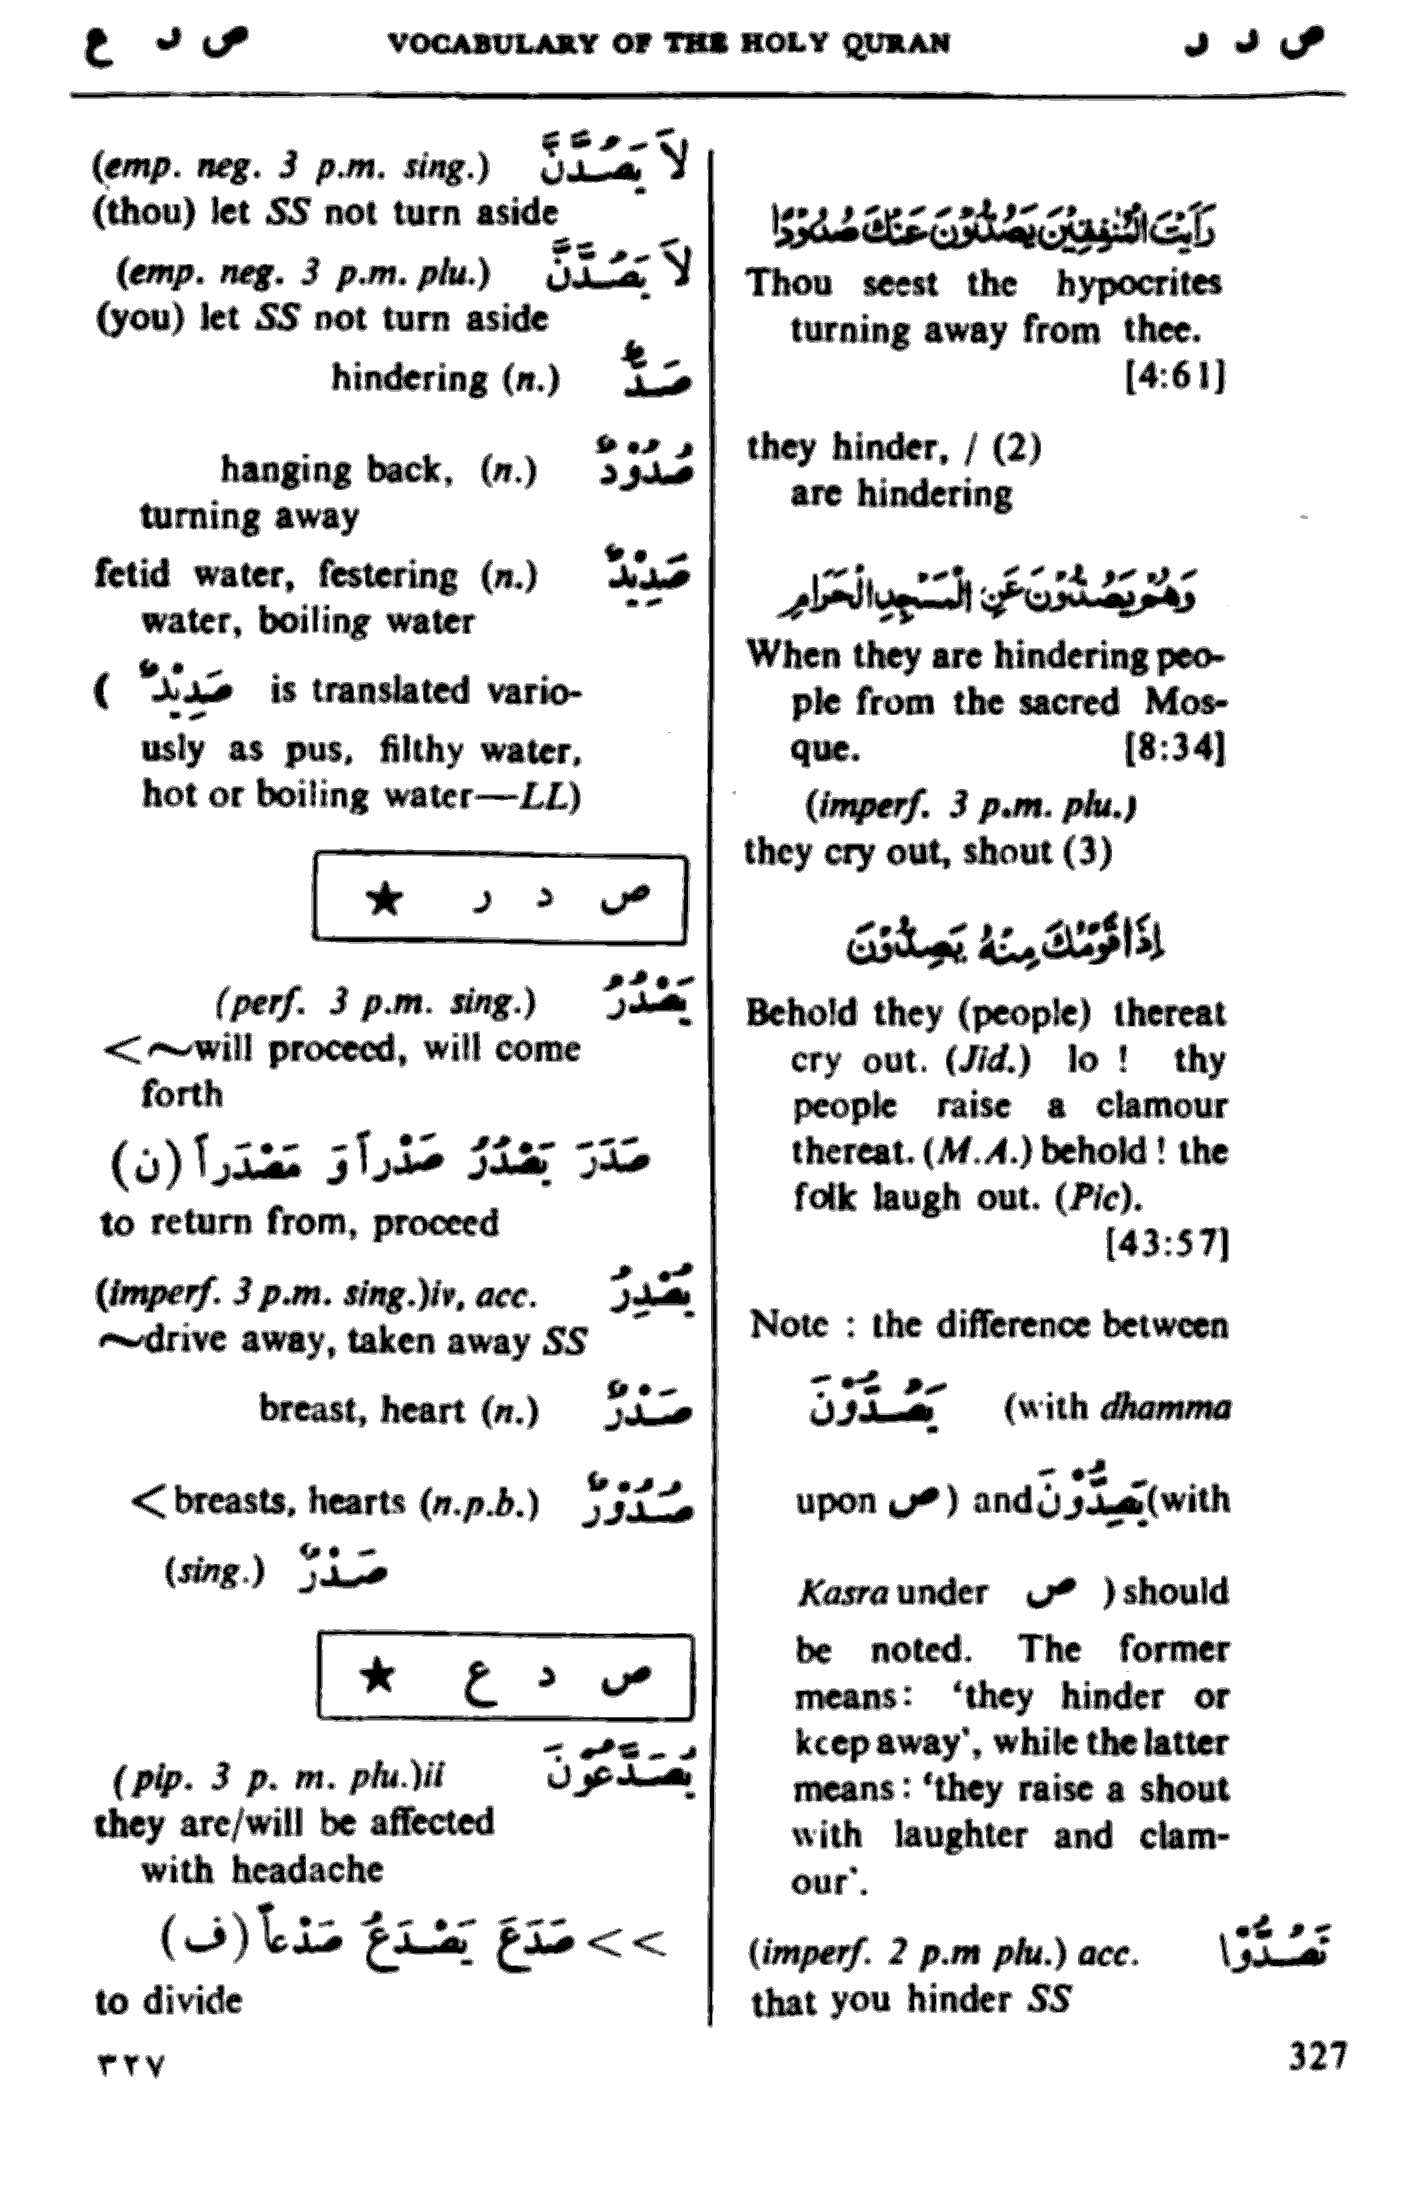 ص د ع VOCABULARY OF THE HOLY QURAN ص د د
رَأَيْتَ الْمُنٰفِقِيْنَ يَصُدُّوْنَ عَنْكَ صُدُوْدًا
Thou seest the hypocrites
turning away from thee.
[4:61]
they hinder, / (2)
are hindering
وَهُمْ يَصُدُّوْنَ عَنِ الْمَسْجِدِ الْحَرَامِ
When they are hindering peo-
ple from the sacred Mos-
que. [8:34]
(imperf. 3 p.m. plu.)
they cry out, shout (3)
اِذَا قَوْمُكَ مِنْهُ يَصِدُّوْنَ
Behold they (people) thereat
cry out. (Jid.) lo ! thy
people raise a clamour
thereat. (M.A.) behold ! the
folk laugh out. (Pic).
[43:57]
Note : the difference between
يَصُدُّوْنَ (with dhamma
upon ص ) and يَصِدُّوْنَ (with
Kasra under ص ) should
be noted. The former
means: 'they hinder or
keep away', while the latter
means : 'they raise a shout
with laughter and clam-
our'.
(imperf. 2 p.m plu.) acc. تَصُدُّوْا
that you hinder SS
(emp. neg. 3 p.m. sing.) لَا يَصُدَّنَّ
(thou) let SS not turn aside
(emp. neg. 3 p.m. plu.) لَا يَصُدَّنَّ
(you) let SS not turn aside
hindering (n.) صَدٌّ
hanging back, (n.) صُدُوْدٌ
turning away
fetid water, festering (n.) صَدِيْدٌ
water, boiling water
( صَدِيْدٌ is translated vario-
usly as pus, filthy water,
hot or boiling water—LL)
ص د ر ★
(perf. 3 p.m. sing.) يَصْدُرُ
<~will proceed, will come
forth
صَدَرَ يَصْدُرُ صَدْراً وَ مَصْدَراً (ن)
to return from, proceed
(imperf. 3 p.m. sing.)iv, acc. يُصْدِرُ
~drive away, taken away SS
breast, heart (n.) صَدْرٌ
<breasts, hearts (n.p.b.) صُدُوْرٌ
(sing.) صَدْرٌ
ص د ع ★
(pip. 3 p. m. plu.)ii يُصَدَّعُوْنَ
they are/will be affected
with headache
>>صَدَعَ يَصْدَعُ صَدْعاً (ف)
to divide
٣٢٧ 327